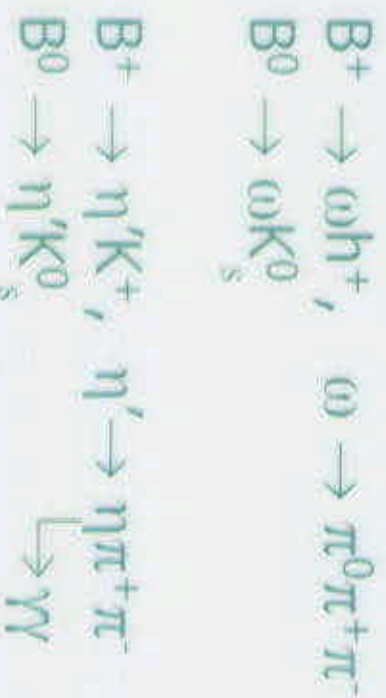 B⁺ → ωh⁺, ω → π⁰π⁺π⁻
B⁰ → ωK⁰ₛ
B⁺ → η′K⁺, η′ → ηπ⁺π⁻
B⁰ → η′K⁰ₛ ↳ γγ